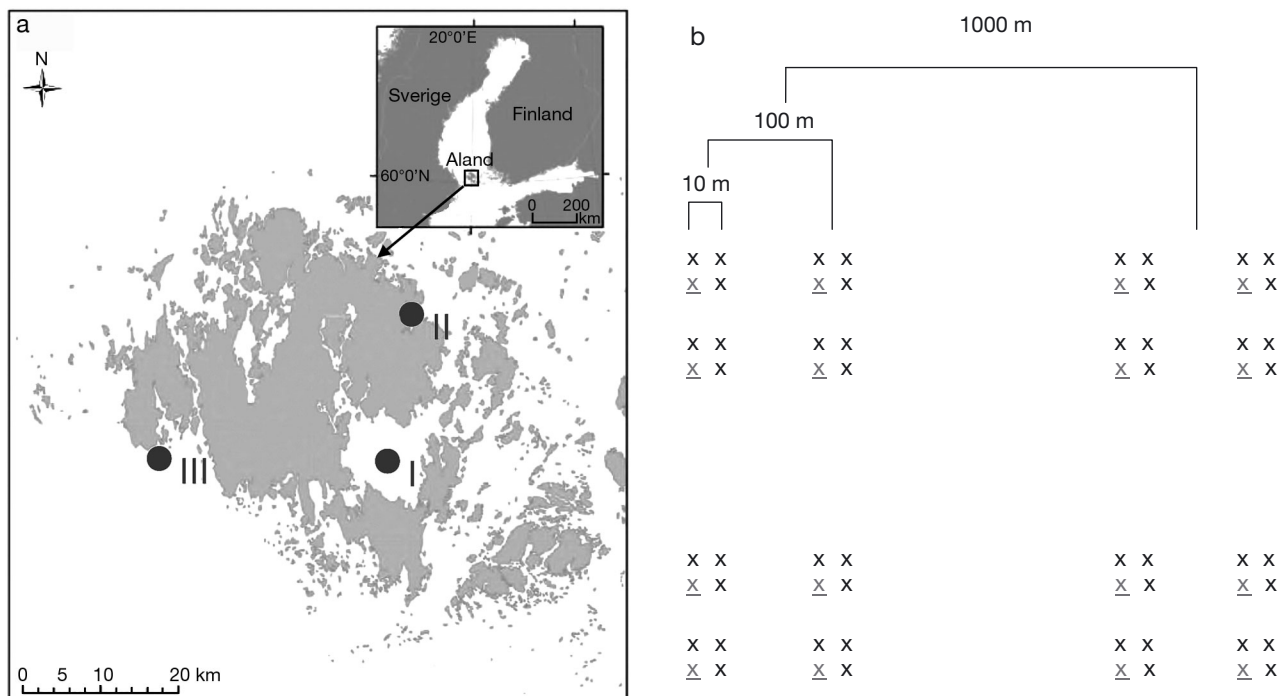 a
N
20°0'E
Sverige
Finland
Aland
60°0'N
0 200
km
II
III
I
0 5 10 20 km
b
1000 m
100 m
10 m
x x x x x x x x
x x x x x x x x
x x x x x x x x
x x x x x x x x
x x x x x x x x
x x x x x x x x
x x x x x x x x
x x x x x x x x